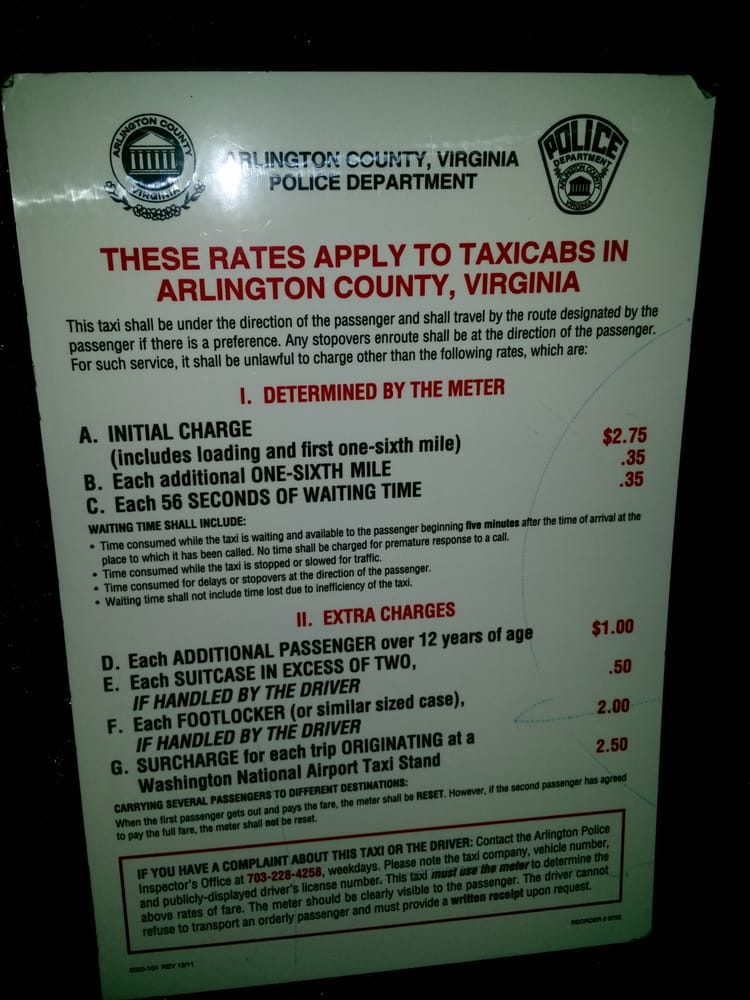 ARLINGTON COUNTY
VIRGINIA
ARLINGTON COUNTY, VIRGINIA
POLICE DEPARTMENT
POLICE
DEPARTMENT
ARLINGTON COUNTY
VIRGINIA
THESE RATES APPLY TO TAXICABS IN
ARLINGTON COUNTY, VIRGINIA
This taxi shall be under the direction of the passenger and shall travel by the route designated by the
passenger if there is a preference. Any stopovers enroute shall be at the direction of the passenger.
For such service, it shall be unlawful to charge other than the following rates, which are:
I. DETERMINED BY THE METER
A. INITIAL CHARGE
(includes loading and first one-sixth mile) $2.75
B. Each additional ONE-SIXTH MILE .35
C. Each 56 SECONDS OF WAITING TIME .35
WAITING TIME SHALL INCLUDE:
• Time consumed while the taxi is waiting and available to the passenger beginning five minutes after the time of arrival at the
place to which it has been called. No time shall be charged for premature response to a call.
• Time consumed while the taxi is stopped or slowed for traffic.
• Time consumed for delays or stopovers at the direction of the passenger.
• Waiting time shall not include time lost due to inefficiency of the taxi.
II. EXTRA CHARGES
D. Each ADDITIONAL PASSENGER over 12 years of age $1.00
E. Each SUITCASE IN EXCESS OF TWO, .50
IF HANDLED BY THE DRIVER
F. Each FOOTLOCKER (or similar sized case), 2.00
IF HANDLED BY THE DRIVER
G. SURCHARGE for each trip ORIGINATING at a 2.50
Washington National Airport Taxi Stand
CARRYING SEVERAL PASSENGERS TO DIFFERENT DESTINATIONS:
When the first passenger gets out and pays the fare, the meter shall be RESET. However, if the second passenger has agreed
to pay the full fare, the meter shall not be reset.
IF YOU HAVE A COMPLAINT ABOUT THIS TAXI OR THE DRIVER: Contact the Arlington Police
Inspector's Office at 703-228-4258, weekdays. Please note the taxi company, vehicle number,
and publicly-displayed driver's license number. This taxi must use the meter to determine the
above rates of fare. The meter should be clearly visible to the passenger. The driver cannot
refuse to transport an orderly passenger and must provide a written receipt upon request.
REORDER #
2020-104 REV 12/11